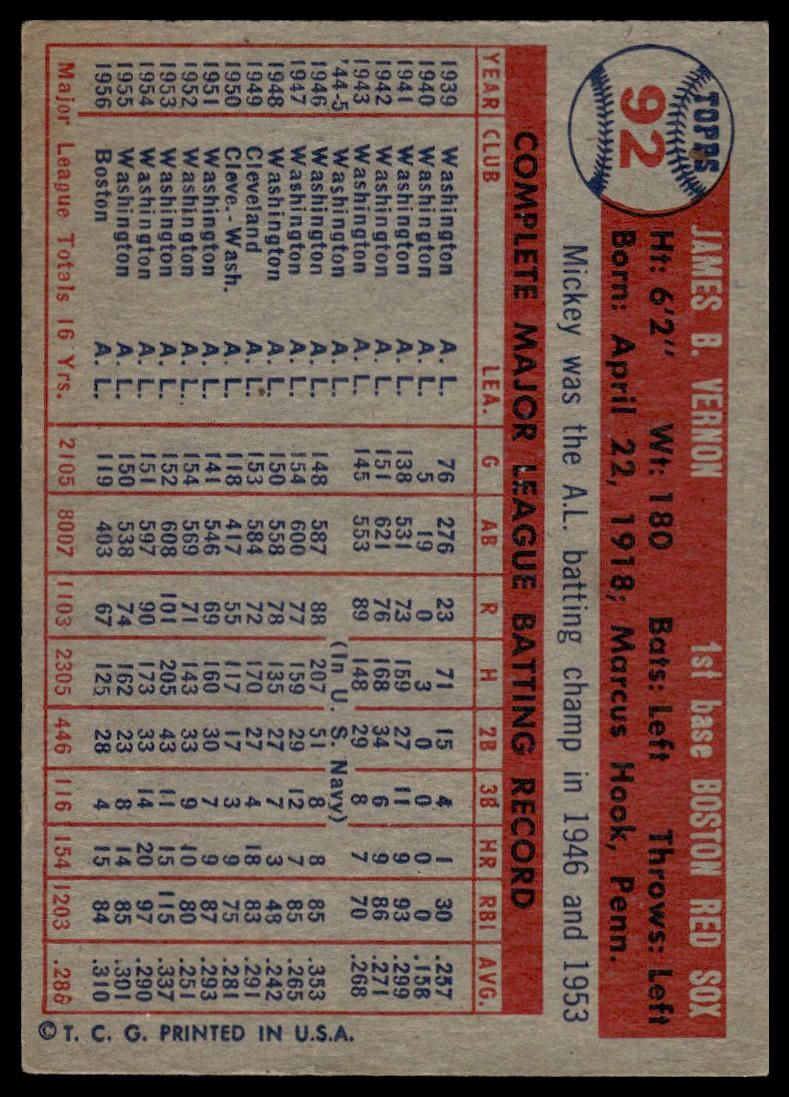 TOPPS
92
JAMES B. VERNON 1st base BOSTON RED SOX
Ht: 6'2" Wt: 180 Bats: Left Throws: Left
Born: April 22, 1918; Marcus Hook, Penn.
Mickey was the A.L. batting champ in 1946 and 1953
COMPLETE MAJOR LEAGUE BATTING RECORD
YEAR CLUB LEA. G AB R H 2B 3B HR RBI AVG.
1939 Washington A. L. 76 276 23 71 15 4 1 30 .257
1940 Washington A. L. 5 19 0 3 0 0 0 0 .158
1941 Washington A. L. 138 531 73 159 27 11 9 93 .299
1942 Washington A. L. 151 621 76 168 34 6 9 86 .271
1943 Washington A. L. 145 553 89 148 29 8 7 70 .268
'44-5 Washington A. L. (In U. S. Navy)
1946 Washington A. L. 148 587 88 207 51 8 8 85 .353
1947 Washington A. L. 154 600 77 159 29 12 7 85 .265
1948 Washington A. L. 150 558 78 135 27 7 3 48 .242
1949 Cleveland A. L. 153 584 72 170 27 4 18 83 .291
1950 Cleve.-Wash. A. L. 118 417 55 117 17 3 9 75 .281
1951 Washington A. L. 141 546 69 160 30 7 9 87 .293
1952 Washington A. L. 154 569 71 143 33 9 10 80 .251
1953 Washington A. L. 152 608 101 205 43 11 15 115 .337
1954 Washington A. L. 151 597 90 173 33 14 20 97 .290
1955 Washington A. L. 150 538 74 162 23 8 14 85 .301
1956 Boston A. L. 119 403 67 125 28 4 15 84 .310
Major League Totals 16 Yrs. 2105 8007 1103 2305 446 116 154 1203 .288
© T. C. G. PRINTED IN U.S.A.